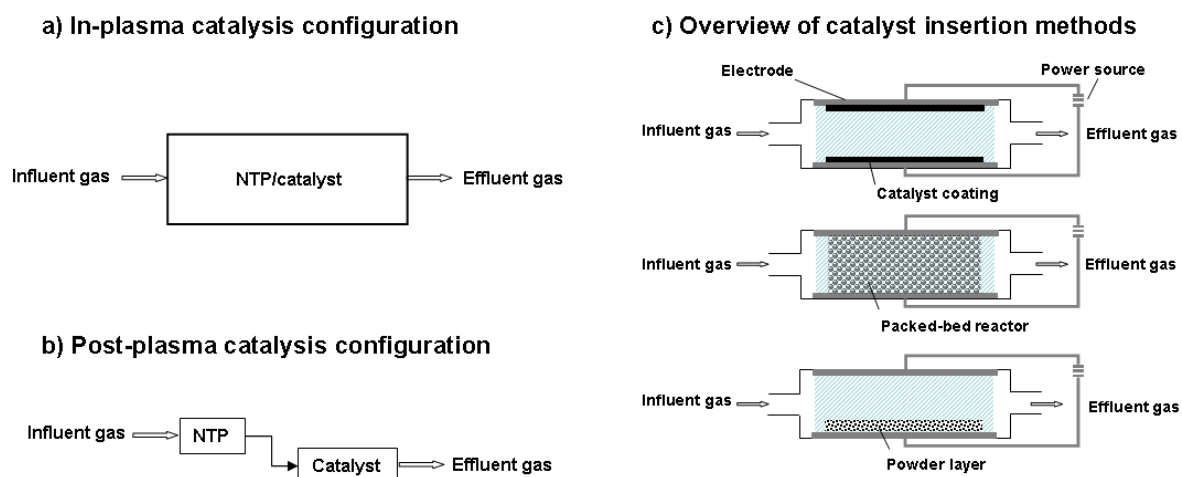 a) In-plasma catalysis configuration
Influent gas
NTP/catalyst
Effluent gas
b) Post-plasma catalysis configuration
Influent gas
NTP
Catalyst
Effluent gas
c) Overview of catalyst insertion methods
Electrode
Power source
Influent gas
Effluent gas
Catalyst coating
Influent gas
Effluent gas
Packed-bed reactor
Influent gas
Effluent gas
Powder layer